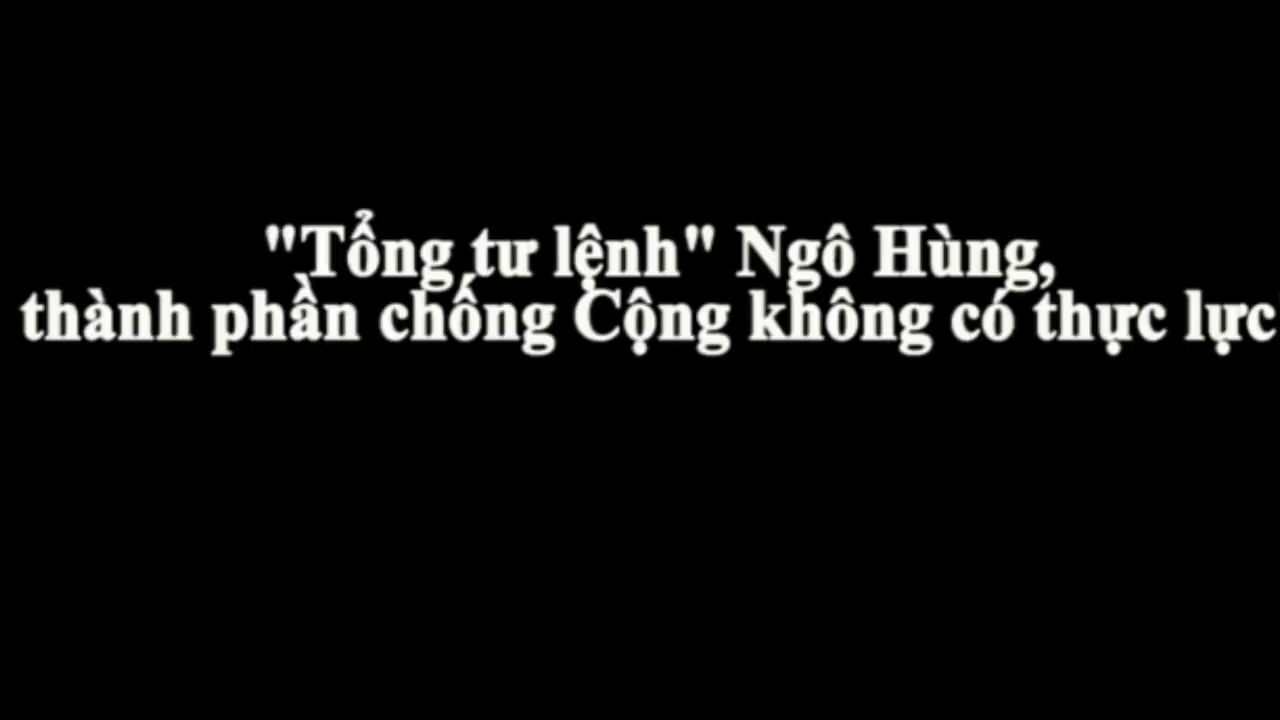 "Tổng tư lệnh" Ngô Hùng,
thành phần chống Cộng không có thực lực